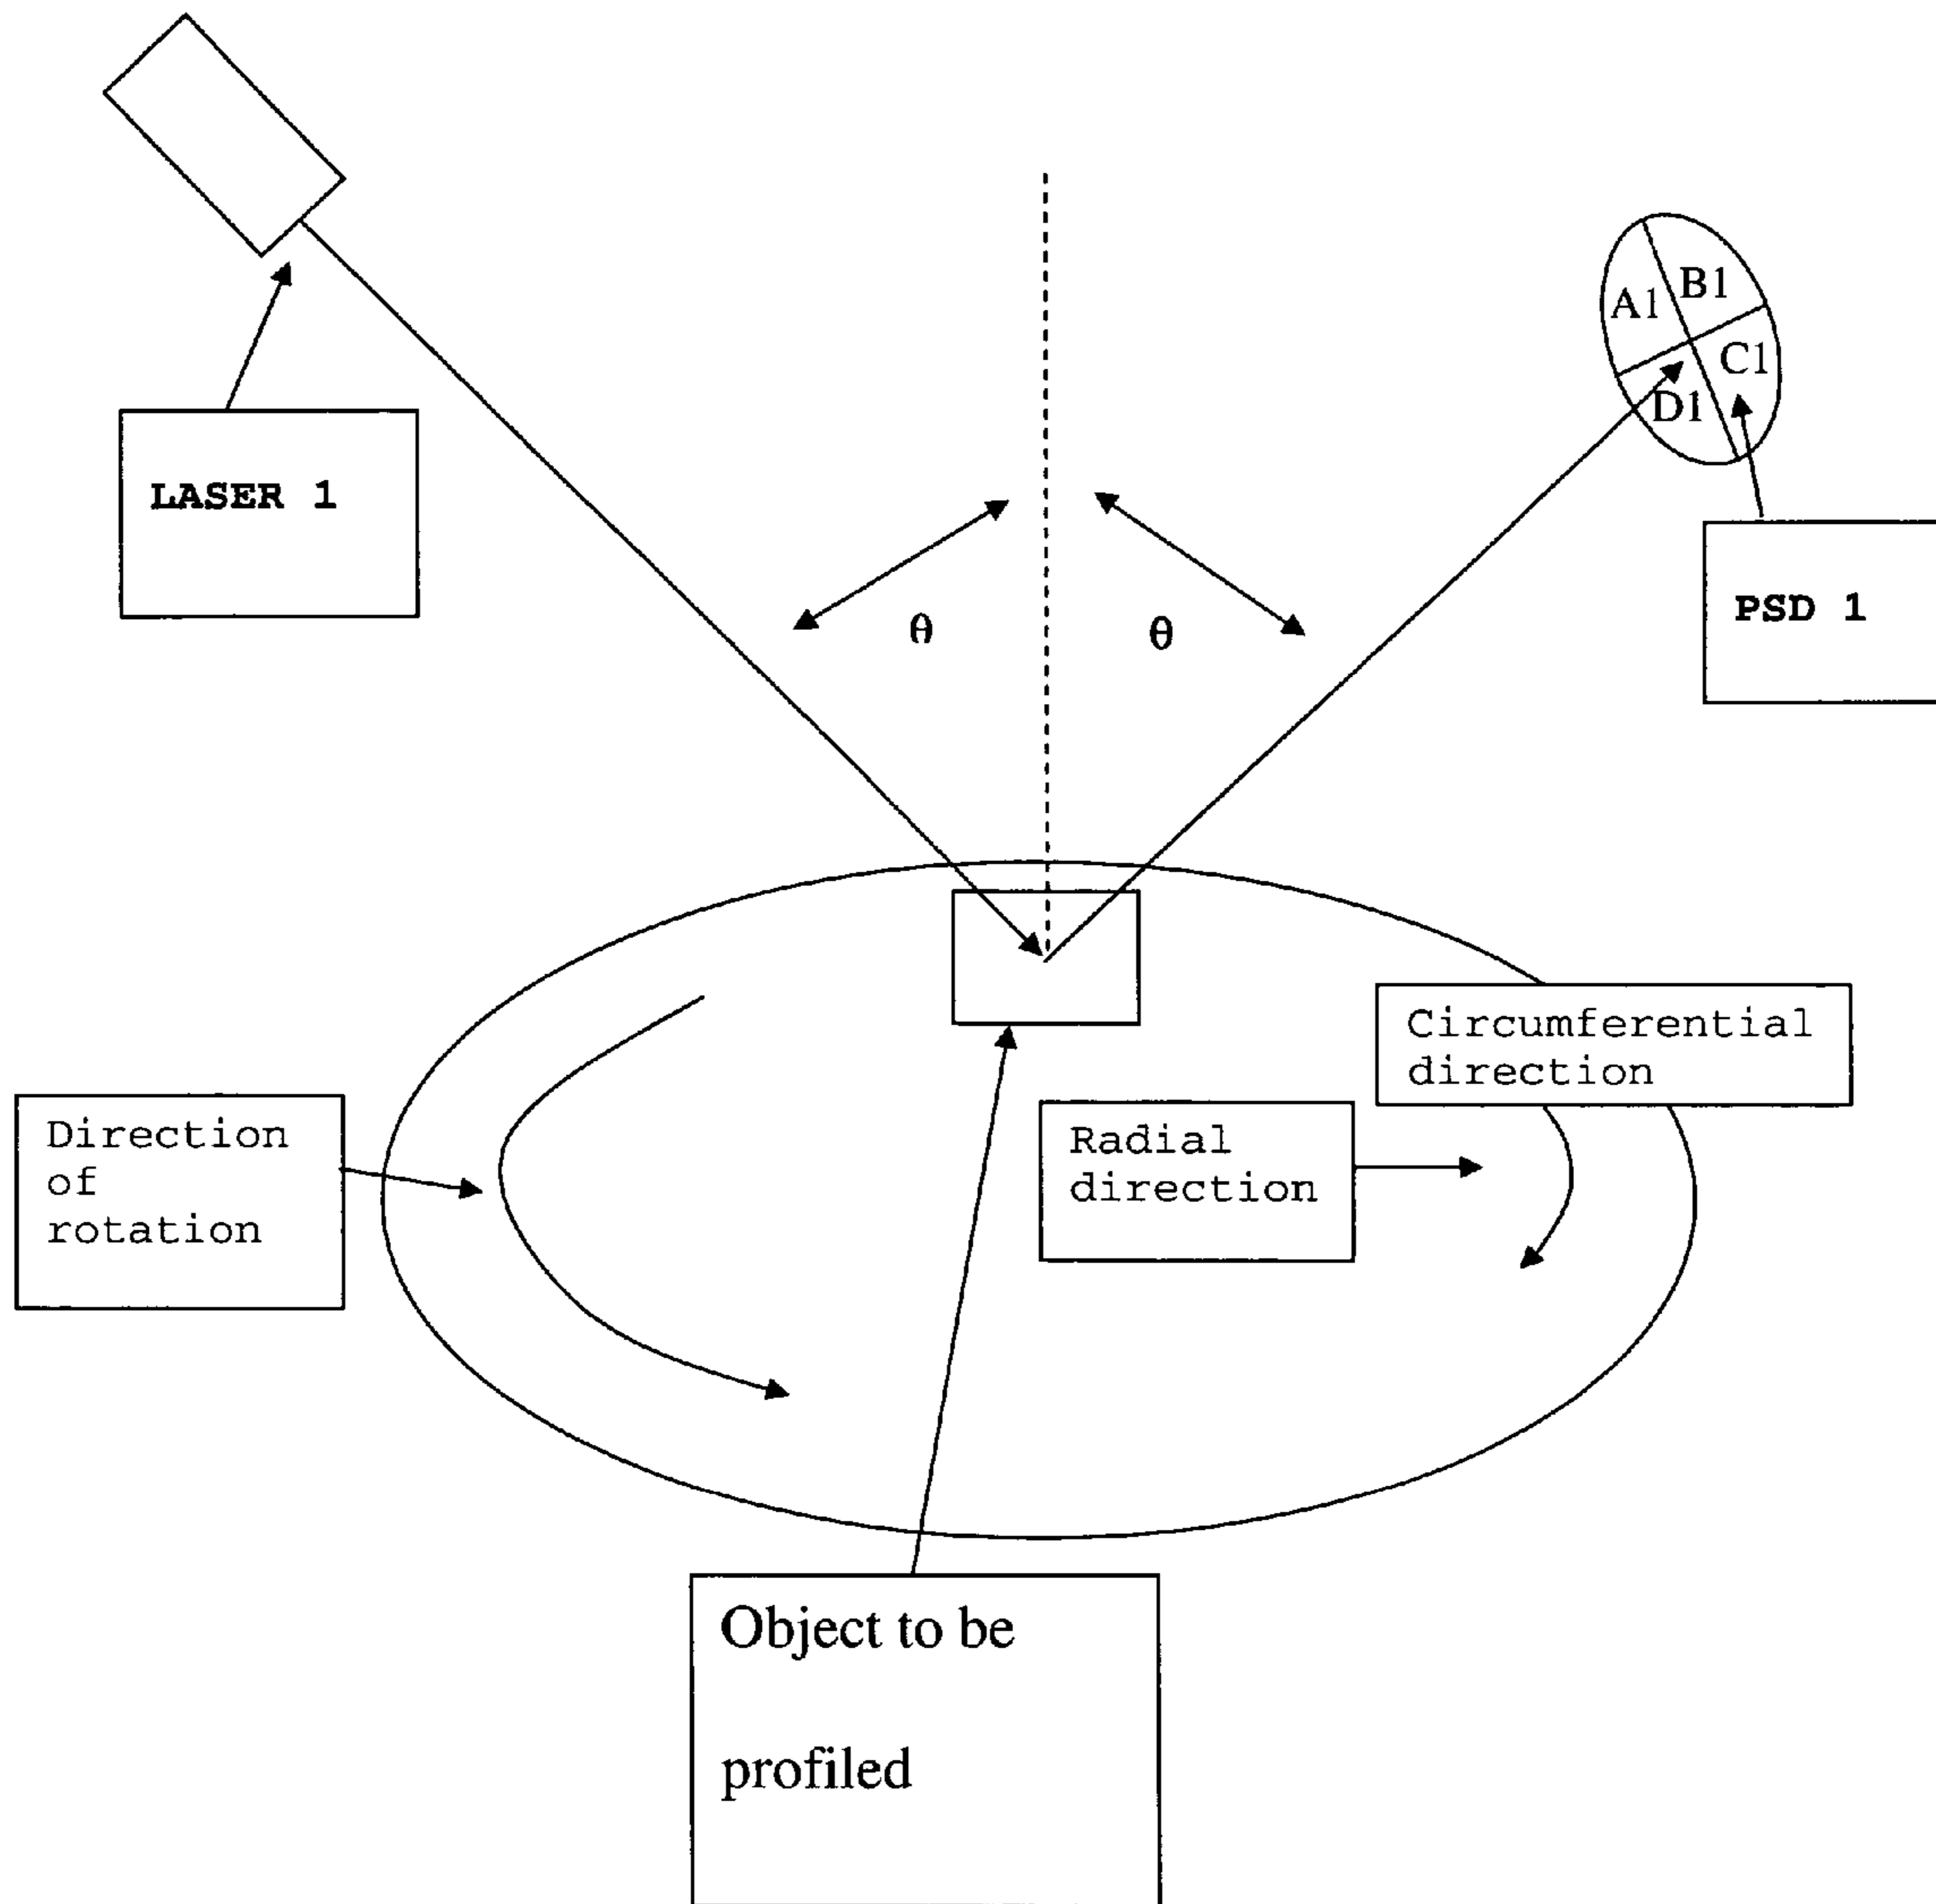 B1
A1
C1
D1
LASER 1
PSD 1
θ
θ
Circumferential
direction
Direction
of
rotation
Radial
direction
Object to be
profiled